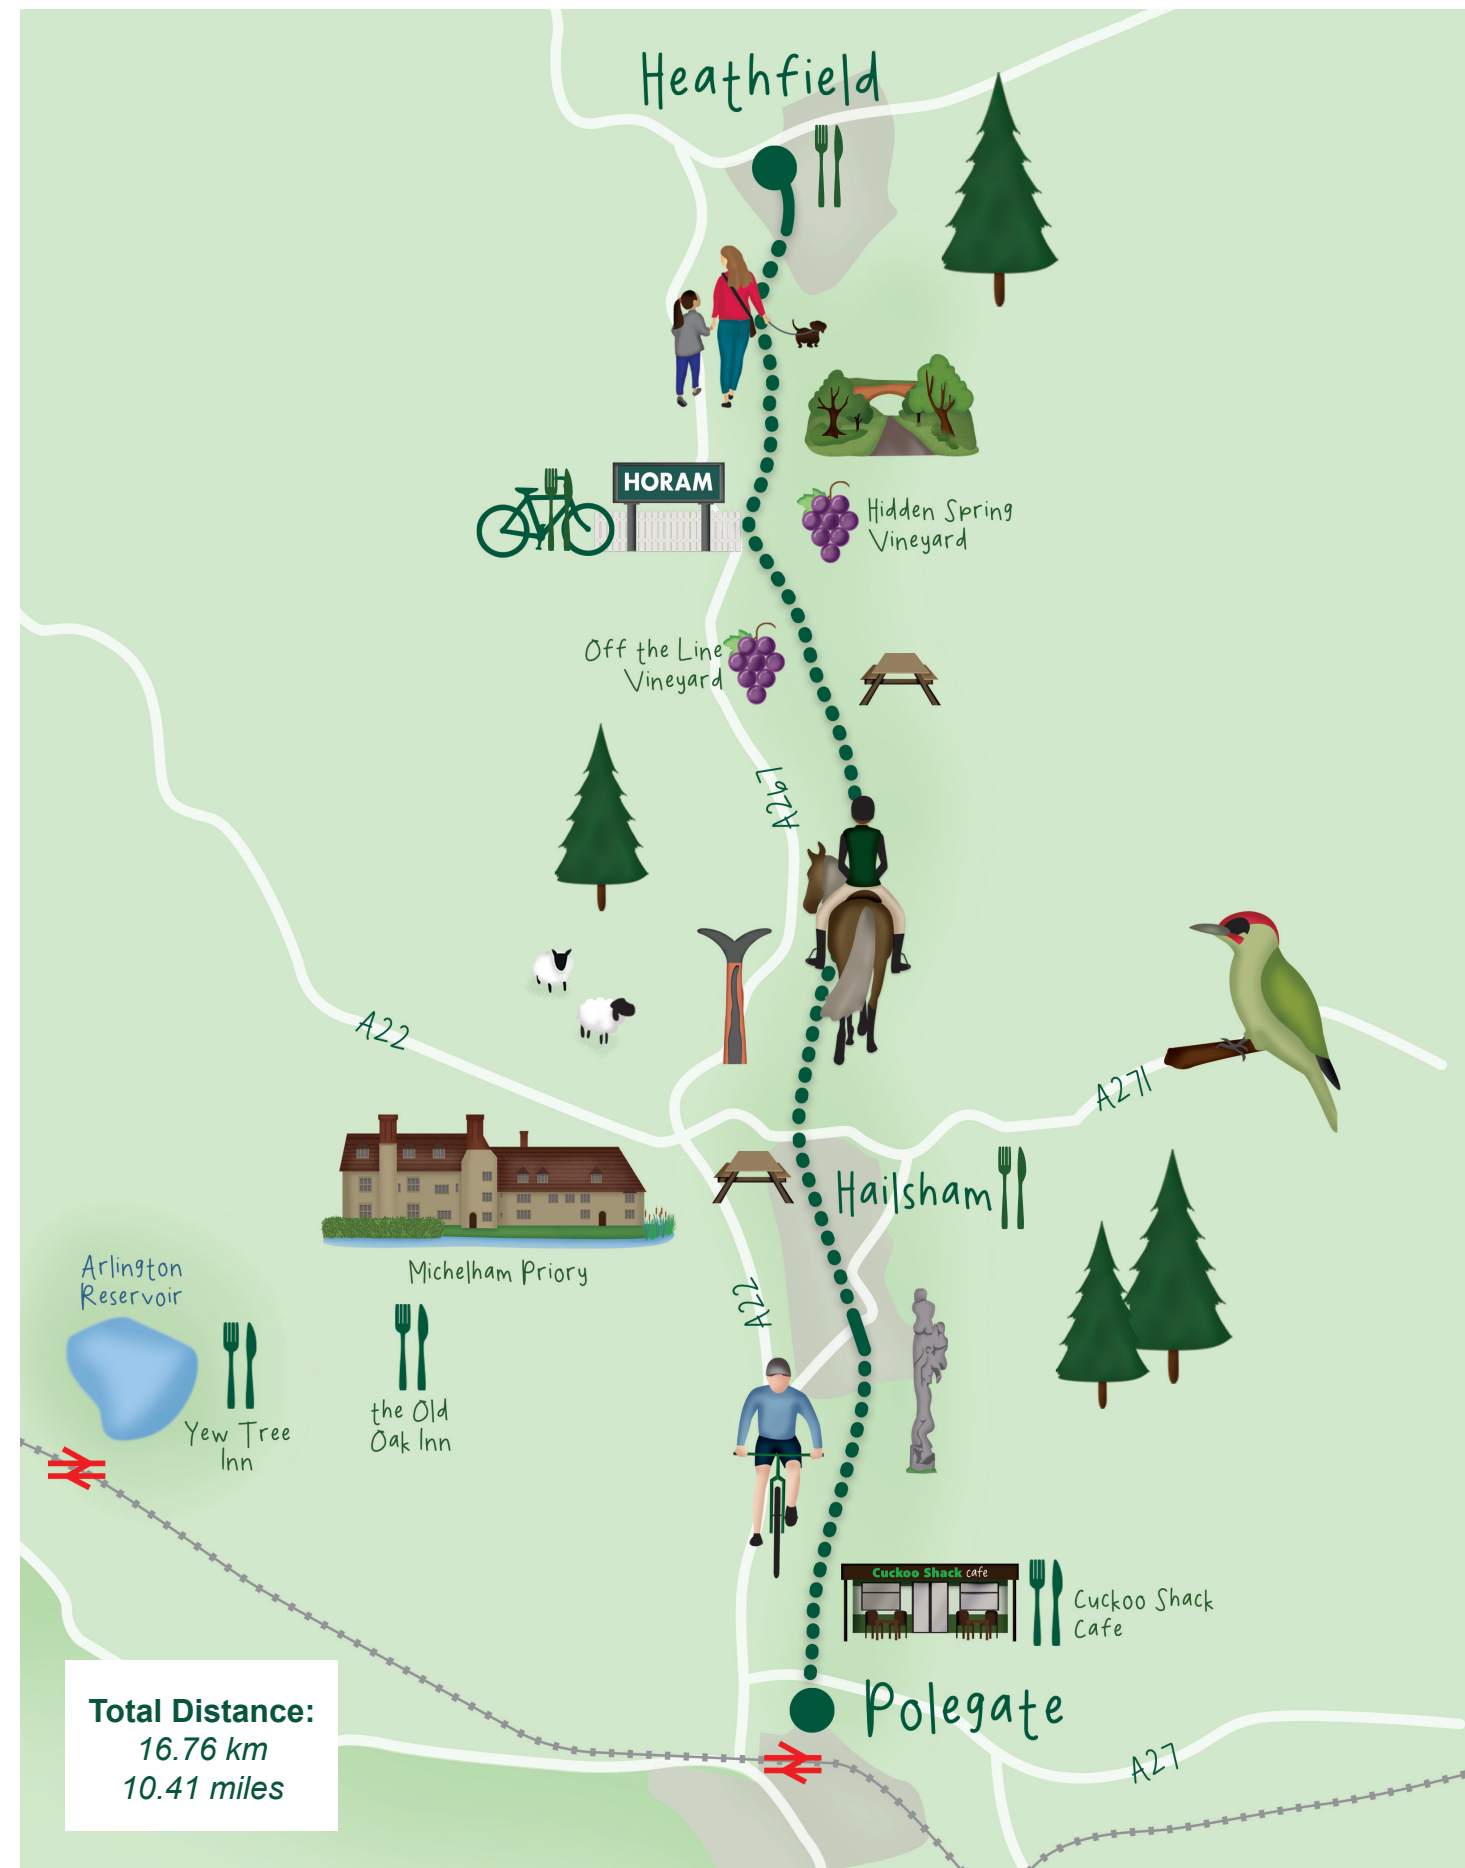 Heathfield
HORAM
Hidden Spring
Vineyard
Off the Line
Vineyard
A267
A22
A271
Hailsham
Michelham Priory
Arlington
Reservoir
A22
Yew Tree
Inn
the Old
Oak Inn
Cuckoo Shack cafe
Cuckoo Shack
Cafe
Polegate
A27
Total Distance:
16.76 km
10.41 miles